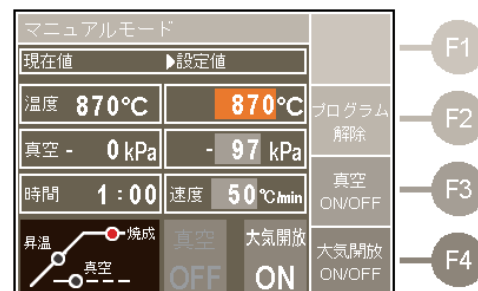 マニュアルモード
現在値 ▶設定値
温度 870℃ 870℃
真空 - 0 kPa - 97 kPa
時間 1:00 速度 50 ℃/min
昇温 焼成 真空
真空 OFF
大気開放 ON
プログラム解除
真空 ON/OFF
大気開放 ON/OFF
F1
F2
F3
F4